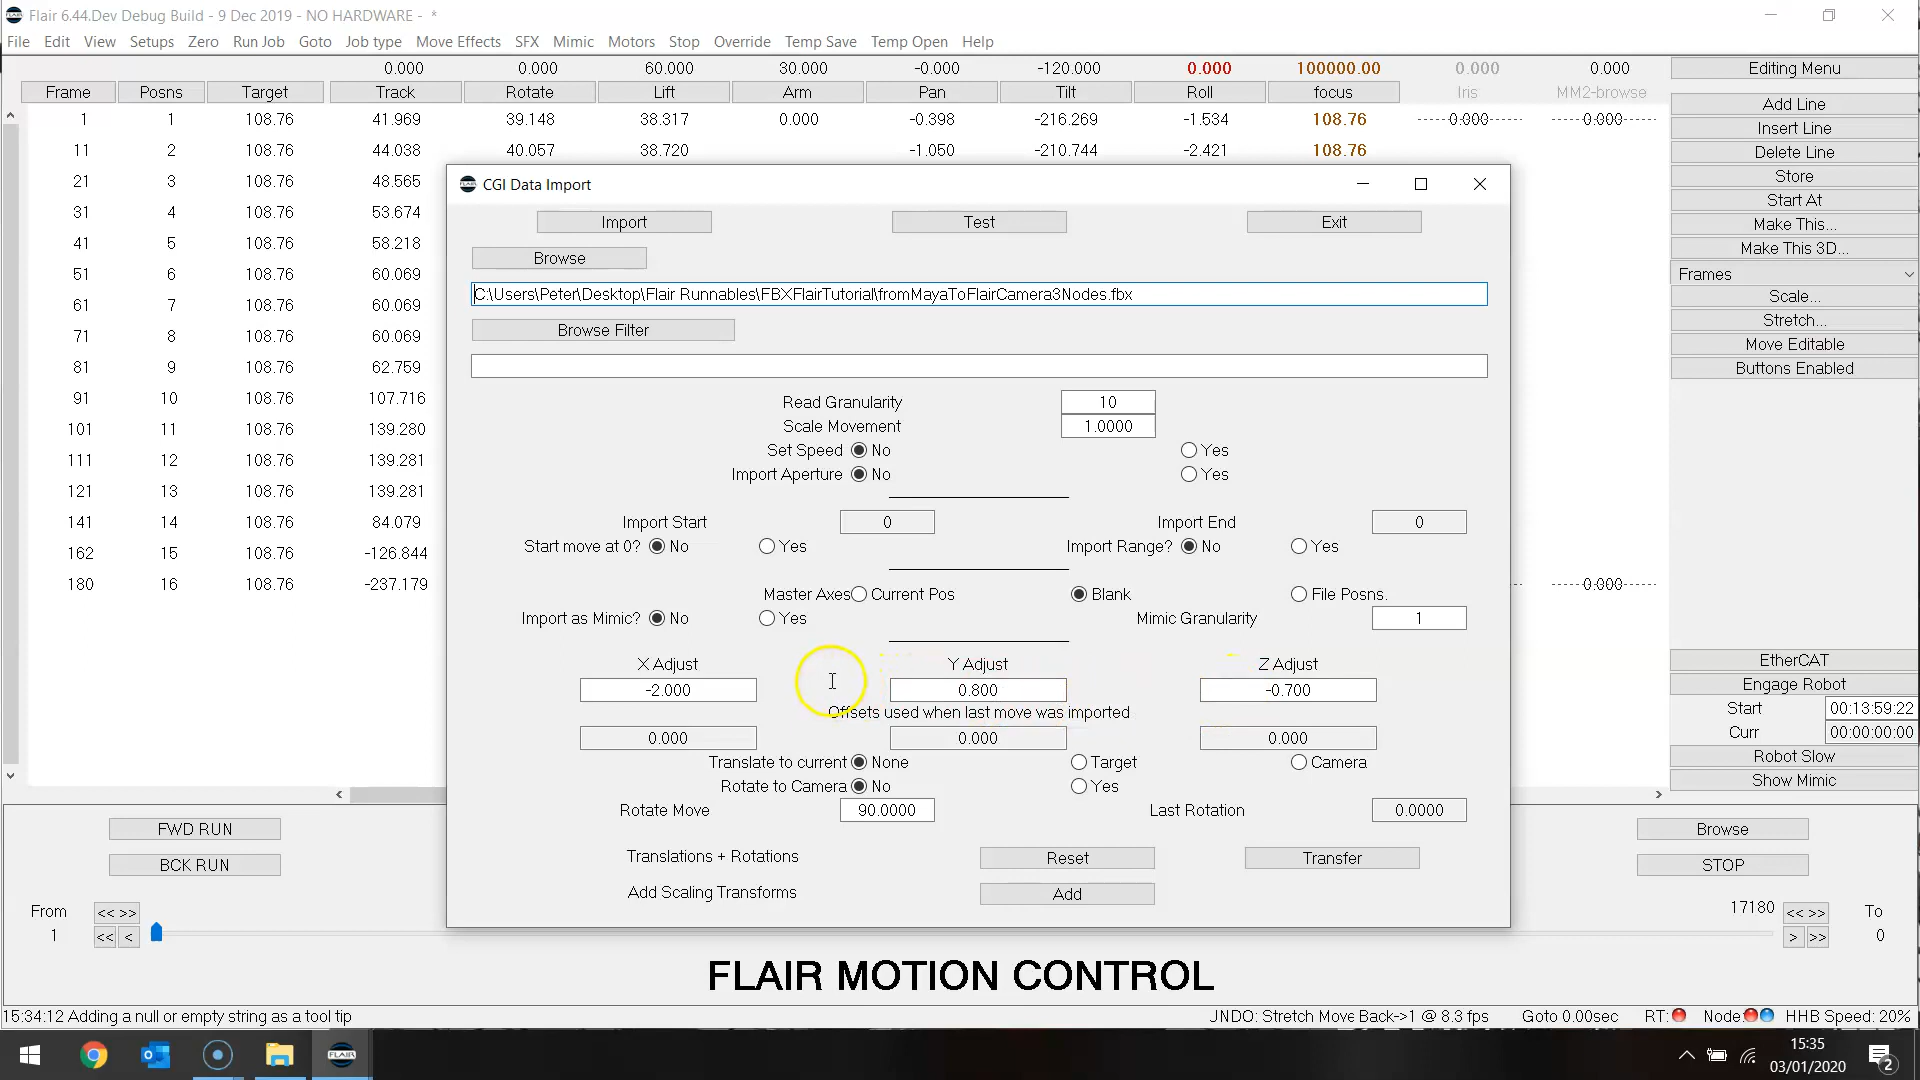 Flair 6.44.Dev Debug Build - 9 Dec 2019 - NO HARDWARE -  *
File Edit View Setups Zero Run Job Goto Job type Move Effects SFX Mimic Motors Stop Override Temp Save Temp Open Help
0.000 0.000 60.000 30.000 -0.000 -120.000 0.000 100000.00 0.000 0.000 Editing Menu
Frame Posns Target Track Rotate Lift Arm Pan Tilt Roll focus Iris MM2-browse
1 1 108.76 41.969 39.148 38.317 0.000 -0.398 -216.269 -1.534 108.76 0.000 0.000
11 2 108.76 44.038 40.057 38.720 -1.050 -210.744 -2.421 108.76
21 3 108.76 48.565
31 4 108.76 53.674
41 5 108.76 58.218
51 6 108.76 60.069
61 7 108.76 60.069
71 8 108.76 60.069
81 9 108.76 62.759
91 10 108.76 107.716
101 11 108.76 139.280
111 12 108.76 139.281
121 13 108.76 139.281
141 14 108.76 84.079
162 15 108.76 -126.844
180 16 108.76 -237.179 0.000
Add Line
Insert Line
Delete Line
Store
Start At
Make This...
Make This 3D...
Frames
Scale...
Stretch...
Move Editable
Buttons Enabled
EtherCAT
Engage Robot
Start 00:13:59:22
Curr 00:00:00:00
Robot Slow
Show Mimic
FLAIR CGI Data Import
Import Test Exit
Browse
C:\Users\Peter\Desktop\Flair Runnables\FBXFlairTutorial\fromMayaToFlairCamera3Nodes.fbx
Browse Filter
Read Granularity 10
Scale Movement 1.0000
Set Speed No Yes
Import Aperture No Yes
Import Start 0 Import End 0
Start move at 0? No Yes Import Range? No Yes
Master Axes Current Pos Blank File Posns.
Import as Mimic? No Yes Mimic Granularity 1
X Adjust Y Adjust Z Adjust
-2.000 0.800 -0.700
Offsets used when last move was imported
0.000 0.000 0.000
Translate to current None Target Camera
Rotate to Camera No Yes
Rotate Move 90.0000 Last Rotation 0.0000
Translations + Rotations Reset Transfer
Add Scaling Transforms Add
FWD RUN Browse
BCK RUN STOP
From << >> 17180 << >> To
1 << < > >> 0
FLAIR MOTION CONTROL
15:34:12 Adding a null or empty string as a tool tip JNDO: Stretch Move Back->1 @ 8.3 fps Goto 0.00sec RT: Node: HHB Speed: 20%
FLAIR 15:35
03/01/2020 2